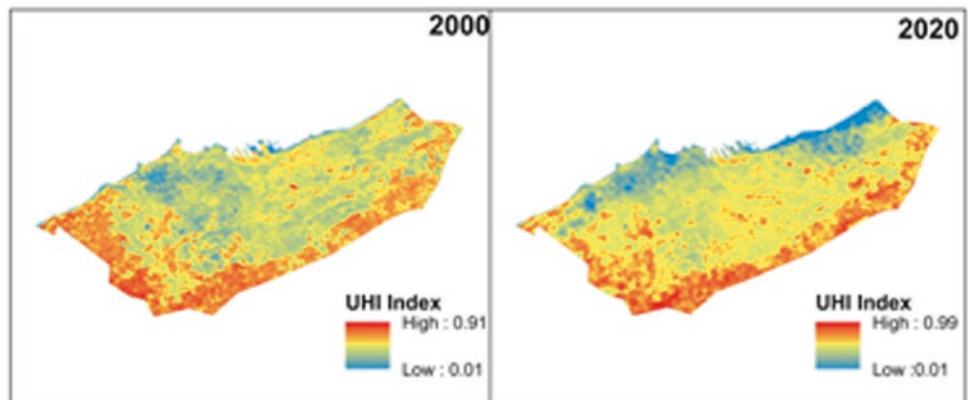 2000
UHI Index
High : 0.91
Low : 0.01
2020
UHI Index
High : 0.99
Low :0.01